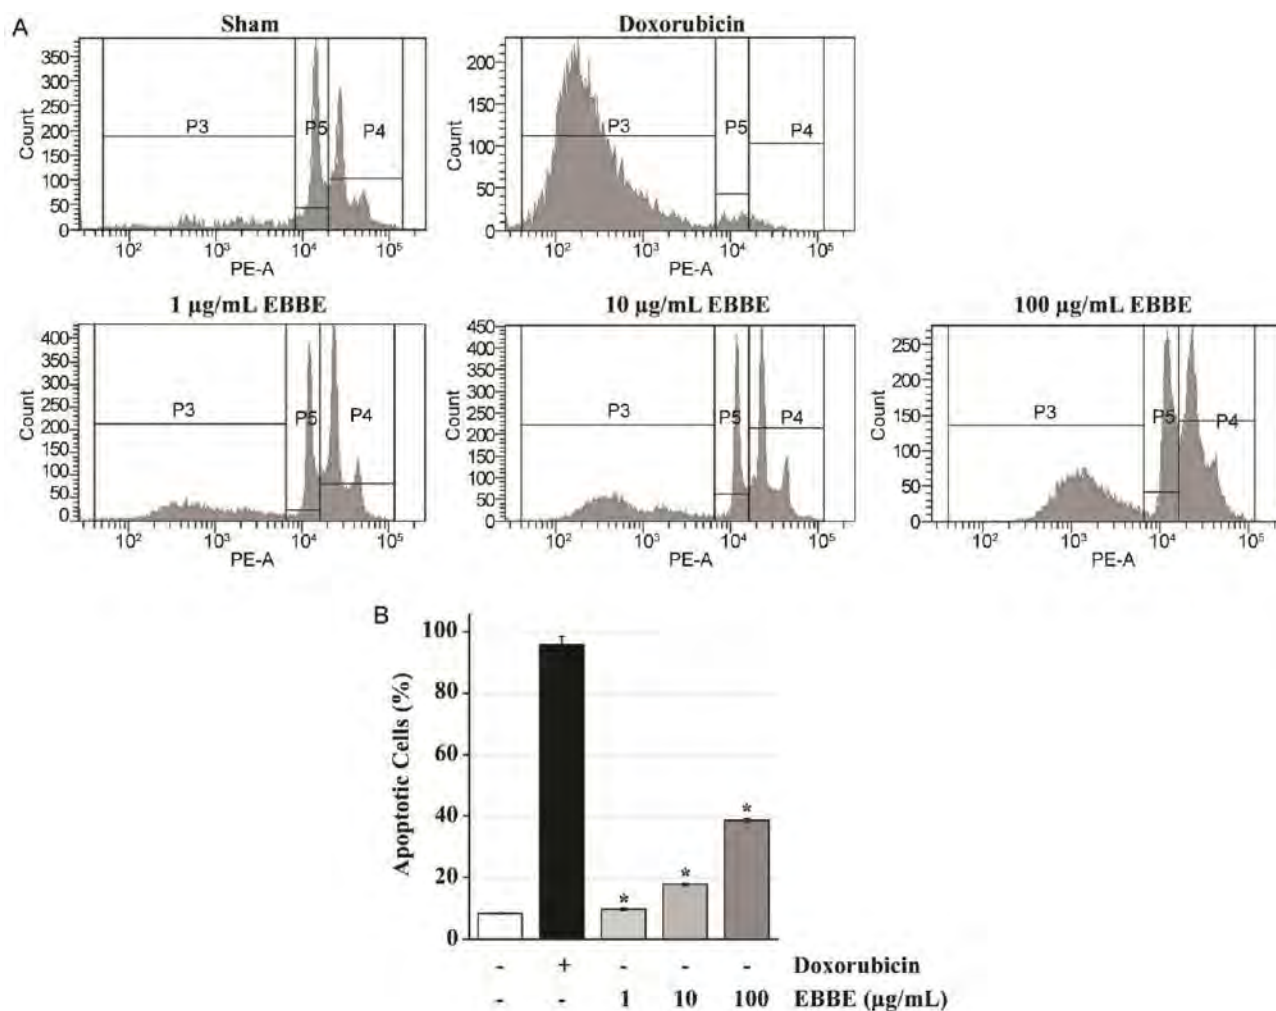 A
Sham
Doxorubicin
Count
350
300
250
200
150
100
50
0
P3
P5
P4
10² 10³ 10⁴ 10⁵
PE-A
Count
200
150
100
50
0
P3
P5
P4
10² 10³ 10⁴ 10⁵
PE-A
1 µg/mL EBBE
10 µg/mL EBBE
100 µg/mL EBBE
Count
400
350
300
250
200
150
100
50
0
P3
P5
P4
10² 10³ 10⁴ 10⁵
PE-A
Count
450
400
350
300
250
200
150
100
50
0
P3
P5
P4
10² 10³ 10⁴ 10⁵
PE-A
Count
250
200
150
100
50
0
P3
P5
P4
10² 10³ 10⁴ 10⁵
PE-A
B
Apoptotic Cells (%)
100
80
60
40
20
0
* * *
- + - - - Doxorubicin
- - 1 10 100 EBBE (µg/mL)